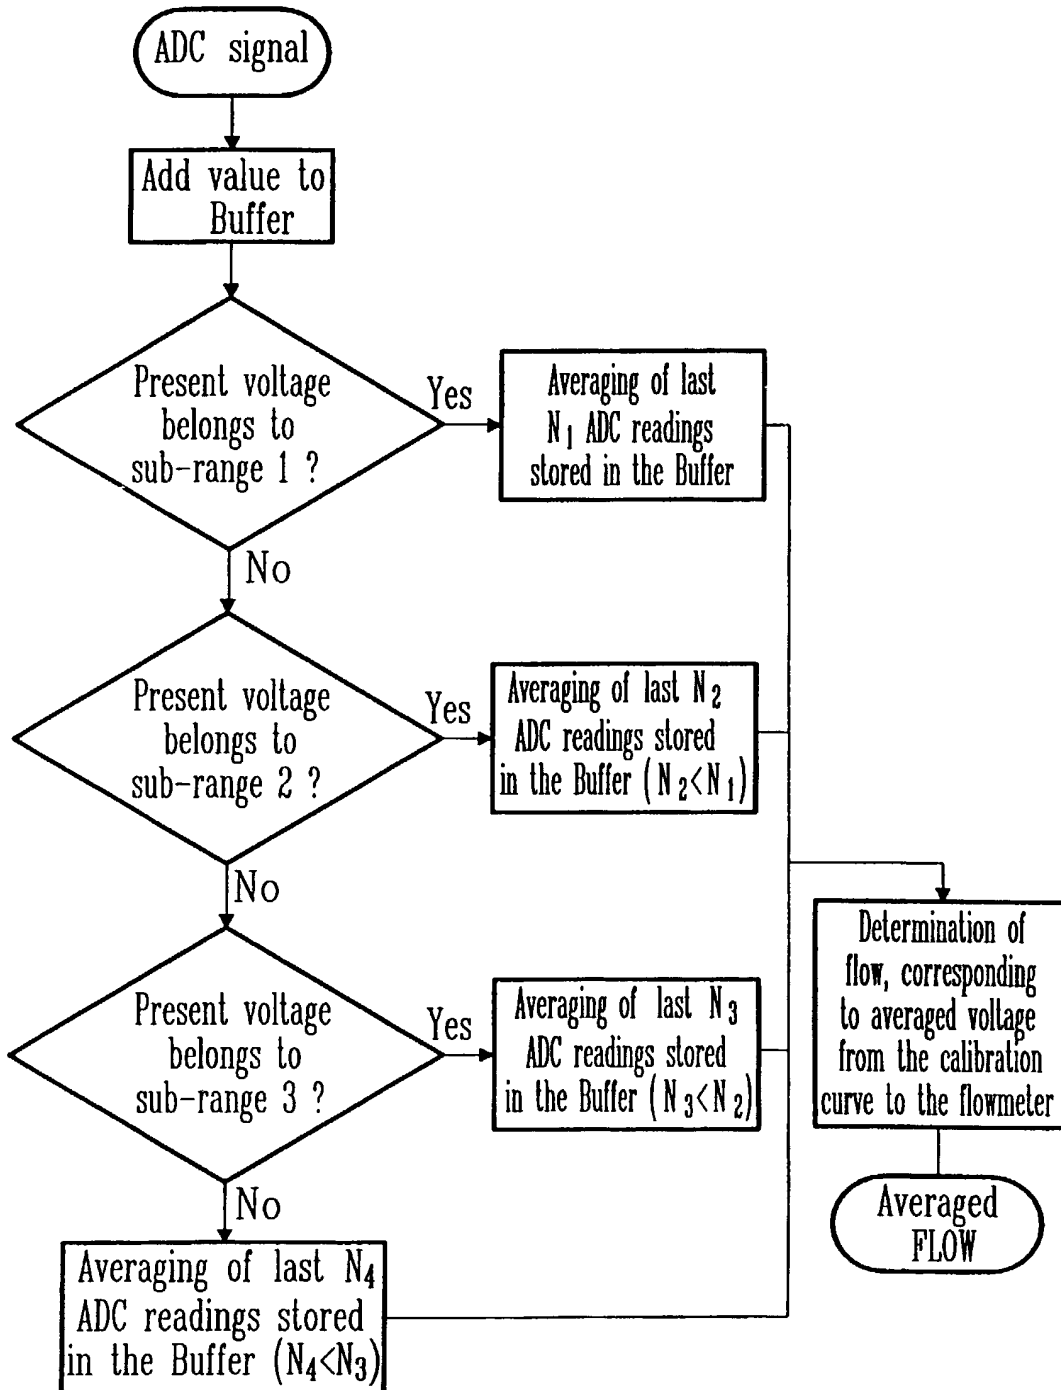 ADC signal
Add value to
Buffer
Present voltage
belongs to
sub-range 1 ?
Yes
Averaging of last
N1 ADC readings
stored in the Buffer
No
Present voltage
belongs to
sub-range 2 ?
Yes
Averaging of last N2
ADC readings stored
in the Buffer (N2<N1)
No
Present voltage
belongs to
sub-range 3 ?
Yes
Averaging of last N3
ADC readings stored
in the Buffer (N3<N2)
No
Averaging of last N4
ADC readings stored
in the Buffer (N4<N3)
Determination of
flow, corresponding
to averaged voltage
from the calibration
curve to the flowmeter
Averaged
FLOW